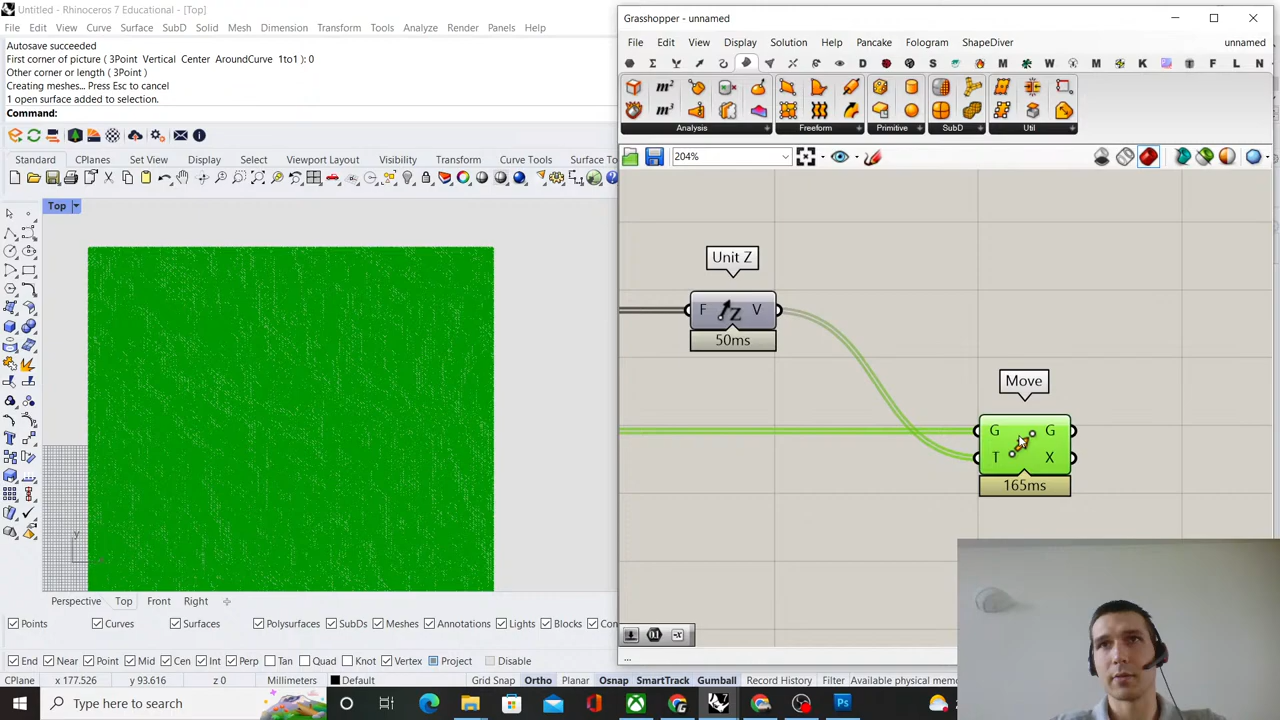 Untitled - Rhinoceros 7 Educational - [Top]
File Edit View Curve Surface SubD Solid Mesh Dimension Transform Tools Analyze Render Panels Help
Autosave succeeded
First corner of picture ( 3Point Vertical Center AroundCurve 1to1 ): 0
Other corner or length ( 3Point )
Creating meshes... Press Esc to cancel
1 open surface added to selection.
Command:
Standard CPlanes Set View Display Select Viewport Layout Visibility Transform Curve Tools Surface To
Top
y
Perspective Top Front Right
Points Curves Surfaces Polysurfaces SubDs Meshes Annotations Lights Blocks Con
End Near Point Mid Cen Int Perp Tan Quad Knot Vertex Project Disable
CPlane x 177.526 y 93.616 z 0 Millimeters Default Grid Snap Ortho Planar Osnap SmartTrack Gumball Record History Filter Available physical memo
Grasshopper - unnamed
File Edit View Display Solution Help Pancake Fologram ShapeDiver unnamed
D S M W M T F L N
m² m³
Analysis Freeform Primitive SubD Util
204%
Unit Z
F Z V
50ms
Move
G G
T X
165ms
...
Type here to search